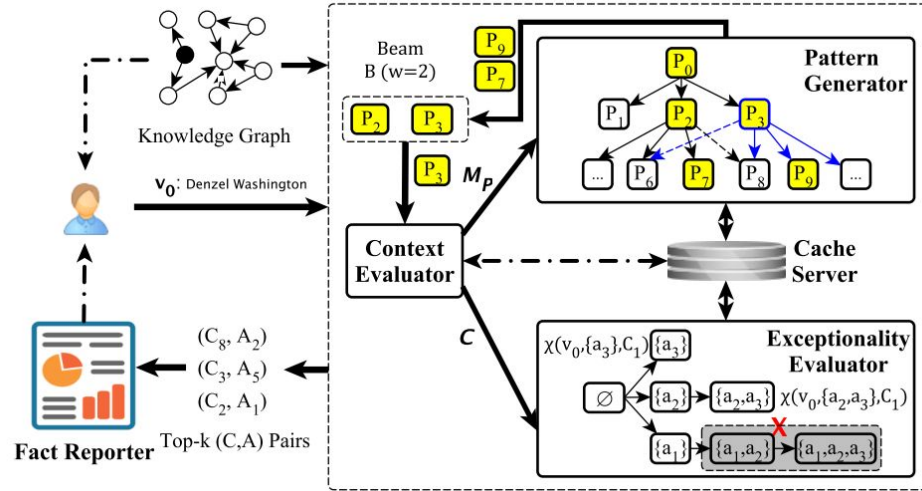 Knowledge Graph
v₀: Denzel Washington
Fact Reporter
(C₈, A₂)
(C₃, A₅)
(C₂, A₁)
Top-k (C,A) Pairs
Beam
B (w=2)
P₂ P₃
P₃
P₉
P₇
Context
Evaluator
M_P
C
Pattern
Generator
P₀
P₁ P₂ P₃
... P₆ P₇ P₈ P₉ ...
Cache
Server
Exceptionality
Evaluator
χ(v₀,{a₃},C₁) {a₃}
∅ {a₂} {a₂,a₃} χ(v₀,{a₂,a₃},C₁)
X
{a₁} {a₁,a₂} {a₁,a₂,a₃}